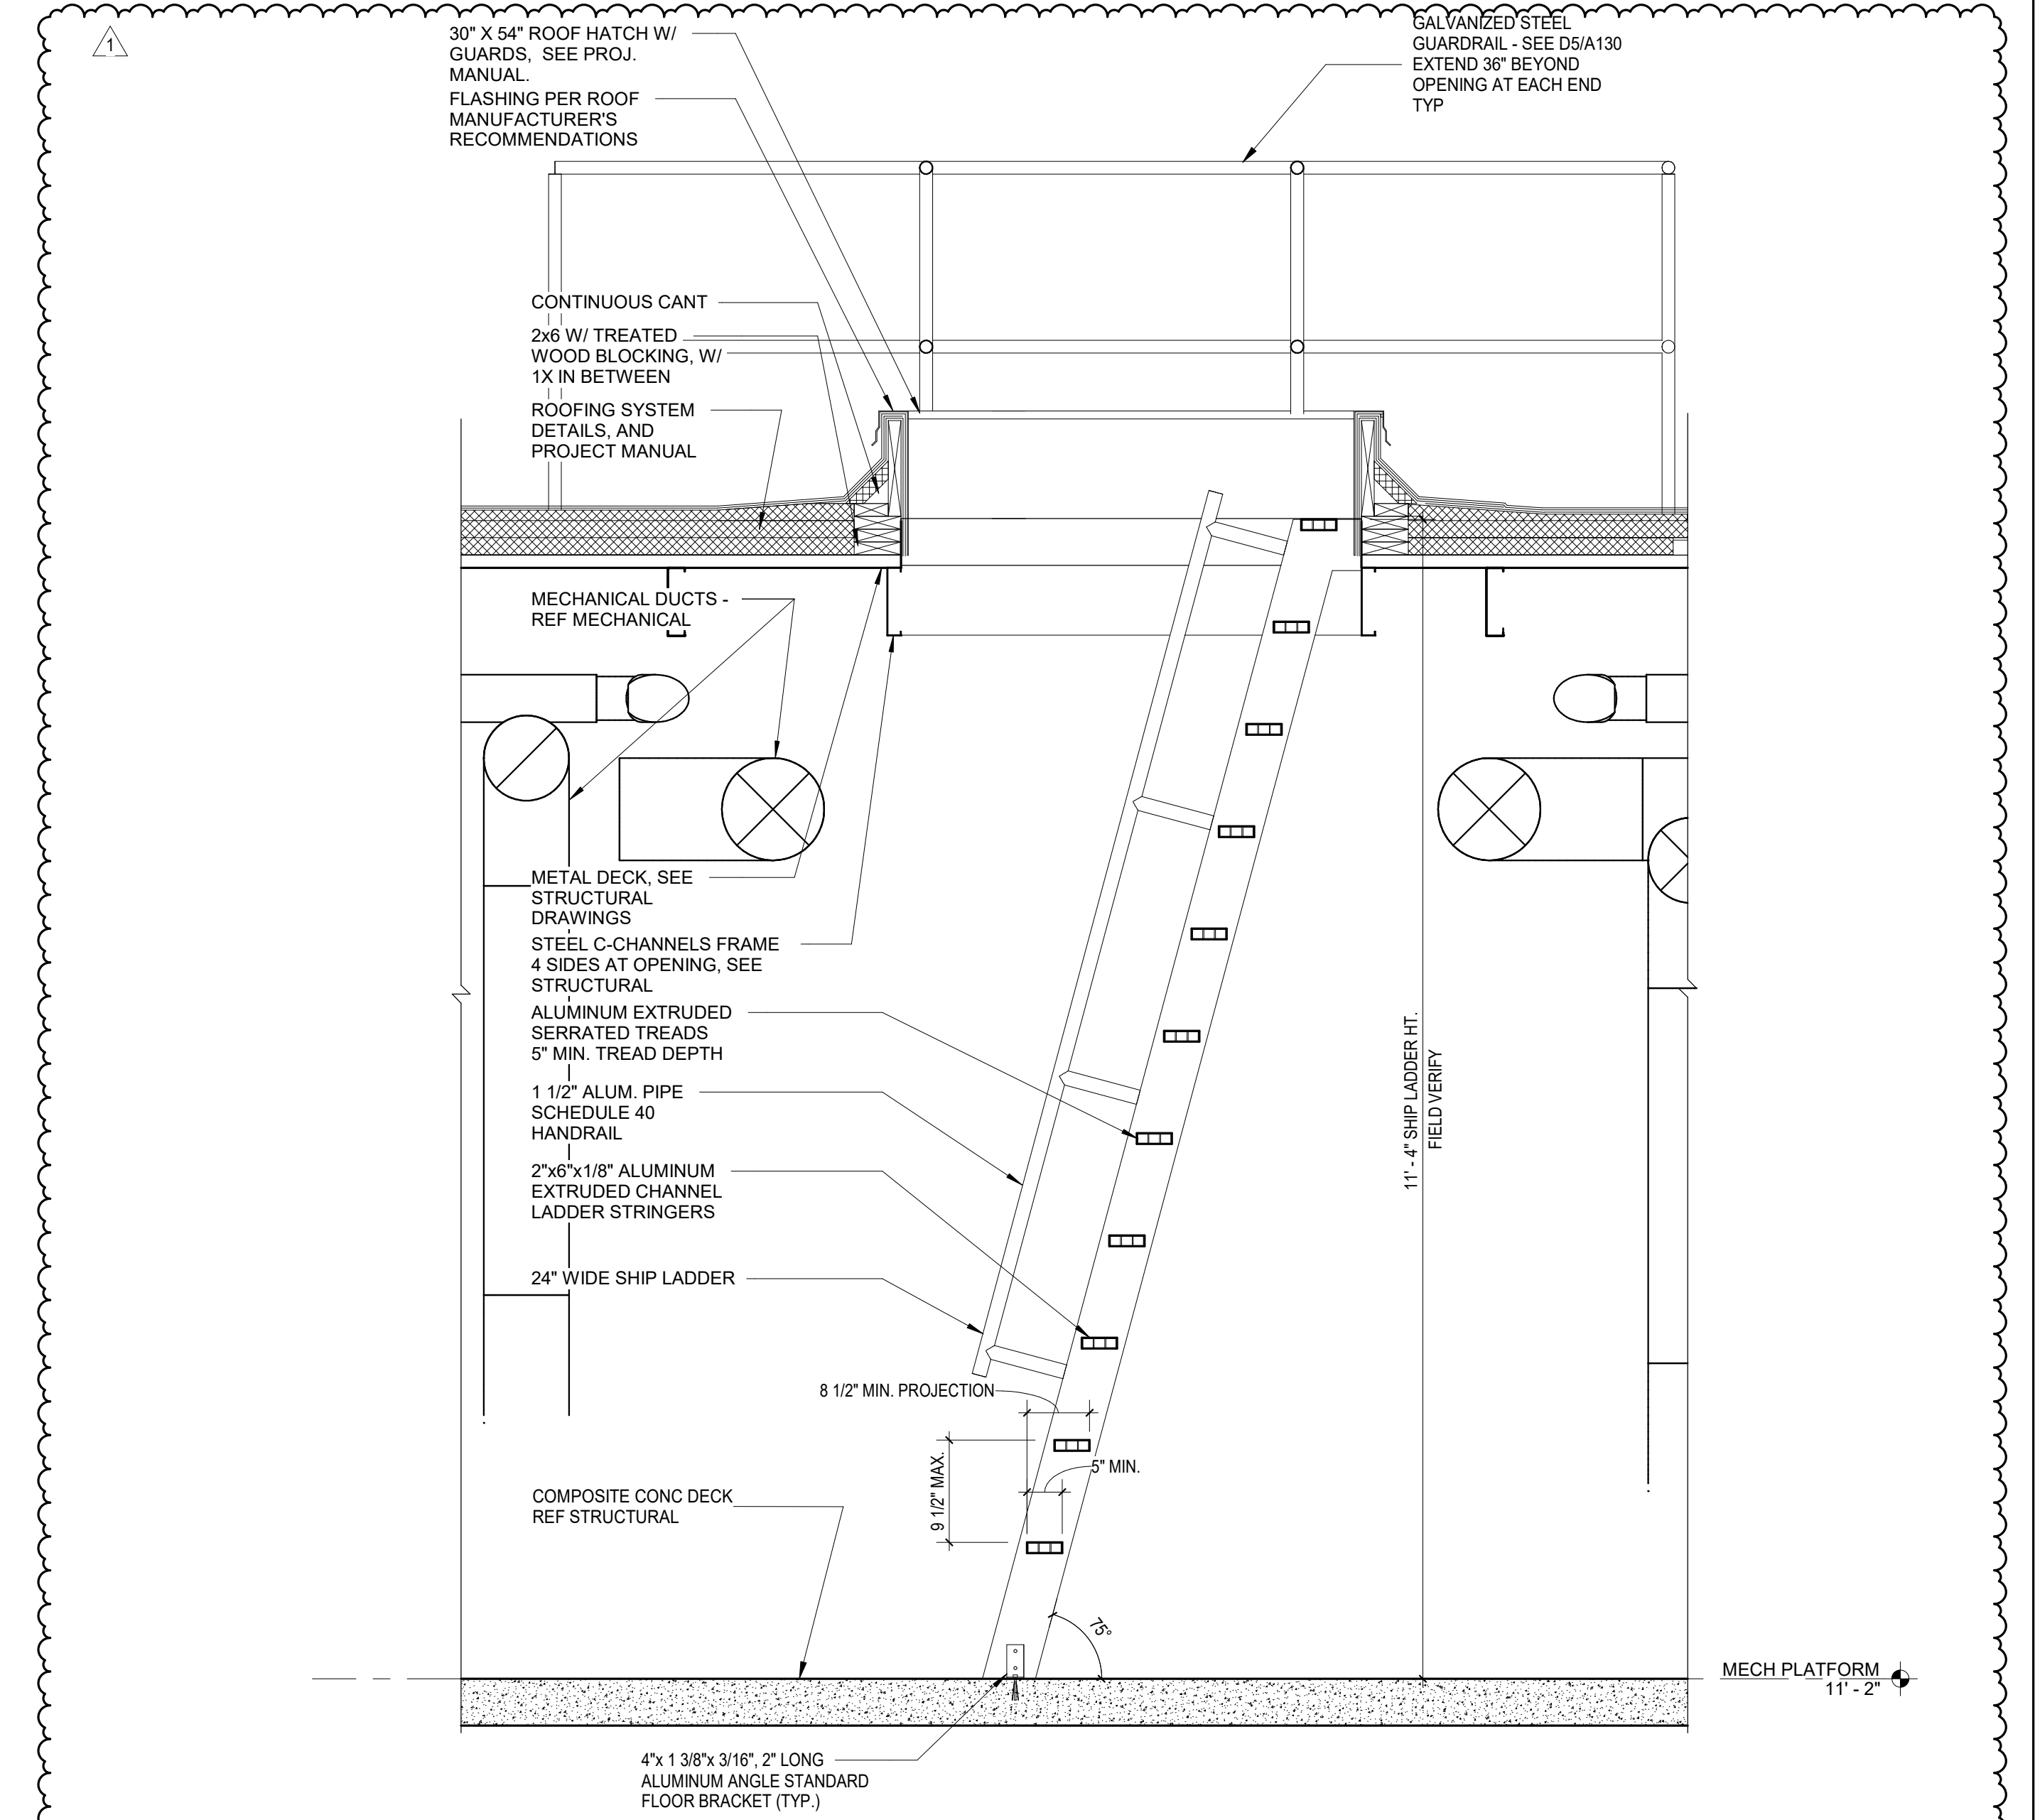 1
30" X 54" ROOF HATCH W/
GUARDS, SEE PROJ.
MANUAL.
FLASHING PER ROOF
MANUFACTURER'S
RECOMMENDATIONS
GALVANIZED STEEL
GUARDRAIL - SEE D5/A130
EXTEND 36" BEYOND
OPENING AT EACH END
TYP
CONTINUOUS CANT
2x6 W/ TREATED
WOOD BLOCKING, W/
1X IN BETWEEN
ROOFING SYSTEM
DETAILS, AND
PROJECT MANUAL
MECHANICAL DUCTS -
REF MECHANICAL
METAL DECK, SEE
STRUCTURAL
DRAWINGS
STEEL C-CHANNELS FRAME
4 SIDES AT OPENING, SEE
STRUCTURAL
ALUMINUM EXTRUDED
SERRATED TREADS
5" MIN. TREAD DEPTH
1 1/2" ALUM. PIPE
SCHEDULE 40
HANDRAIL
2"x6"x1/8" ALUMINUM
EXTRUDED CHANNEL
LADDER STRINGERS
24" WIDE SHIP LADDER
11' - 4" SHIP LADDER HT.
FIELD VERIFY
8 1/2" MIN. PROJECTION
9 1/2" MAX.
5" MIN.
COMPOSITE CONC DECK
REF STRUCTURAL
75°
MECH PLATFORM
11' - 2"
4"x 1 3/8"x 3/16", 2" LONG
ALUMINUM ANGLE STANDARD
FLOOR BRACKET (TYP.)